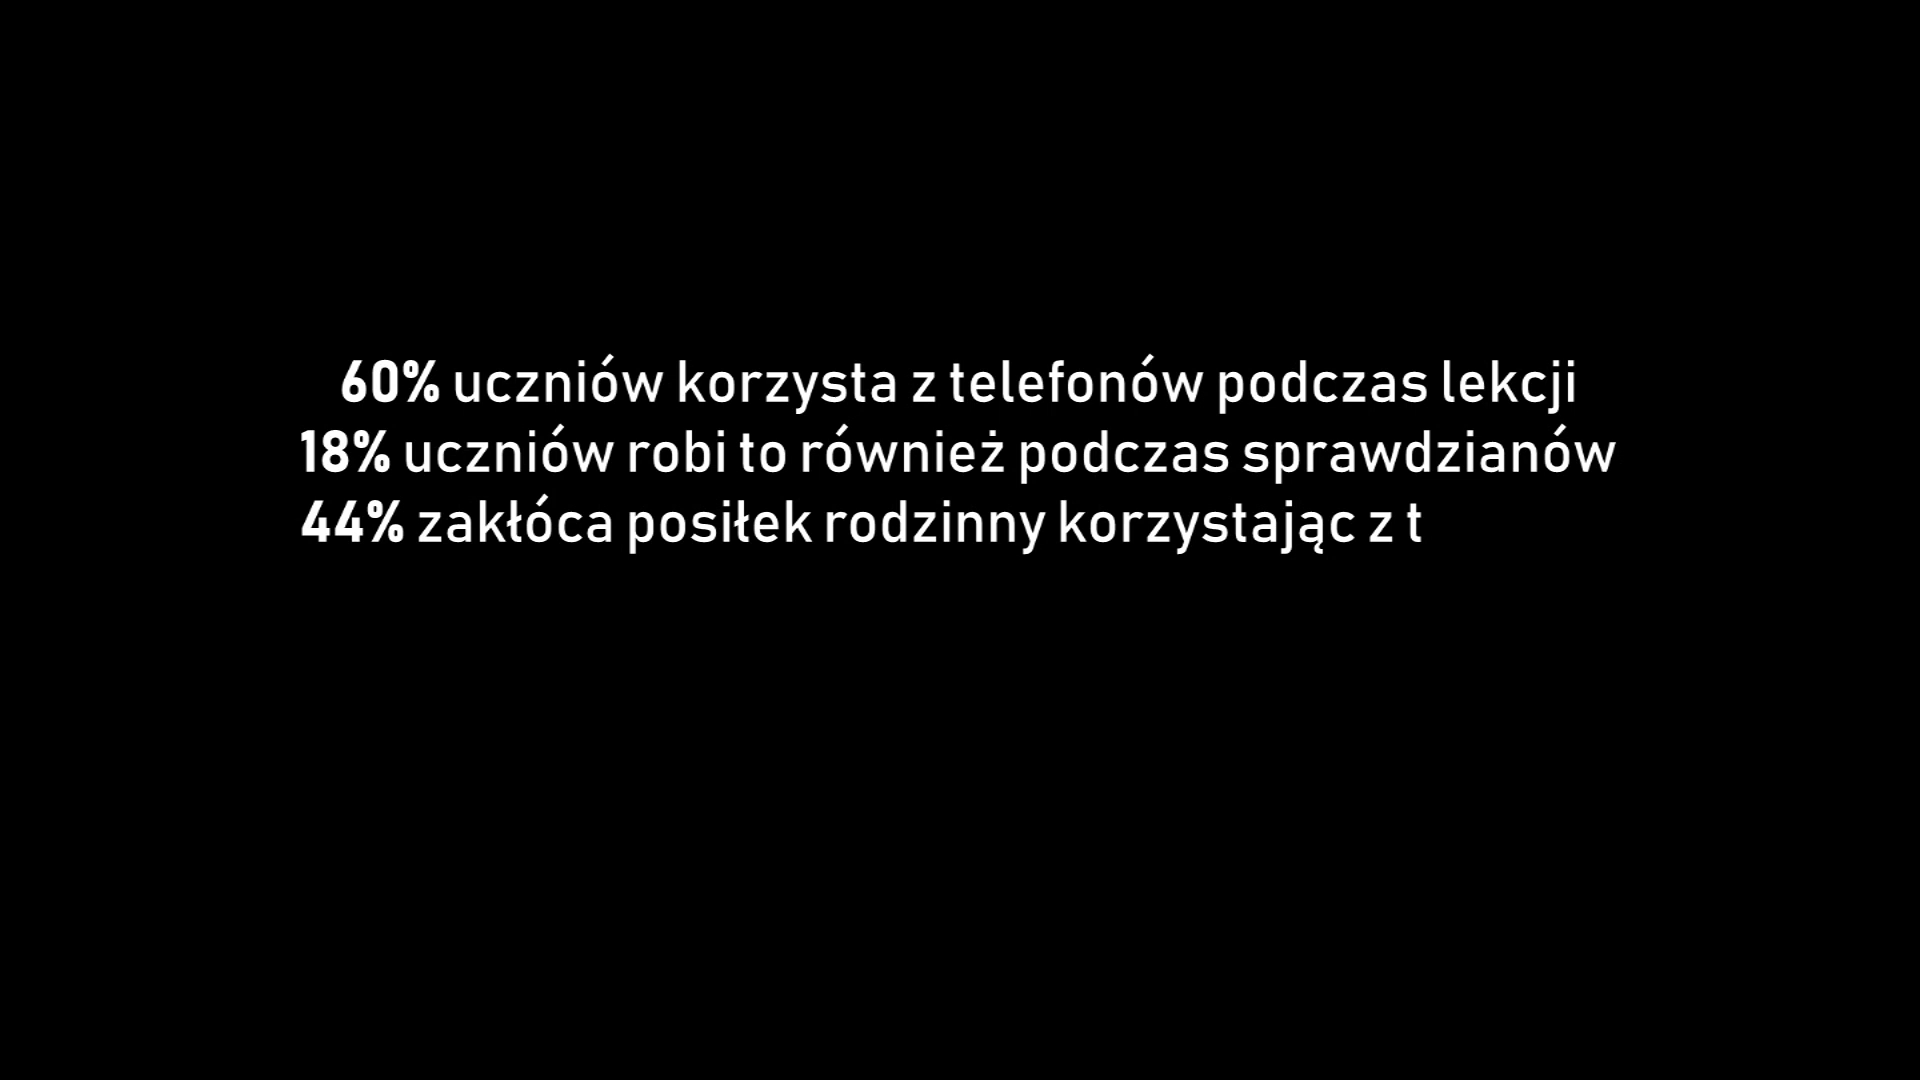 60% uczniów korzysta z telefonów podczas lekcji
18% uczniów robi to również podczas sprawdzianów
44% zakłóca posiłek rodzinny korzystając z t